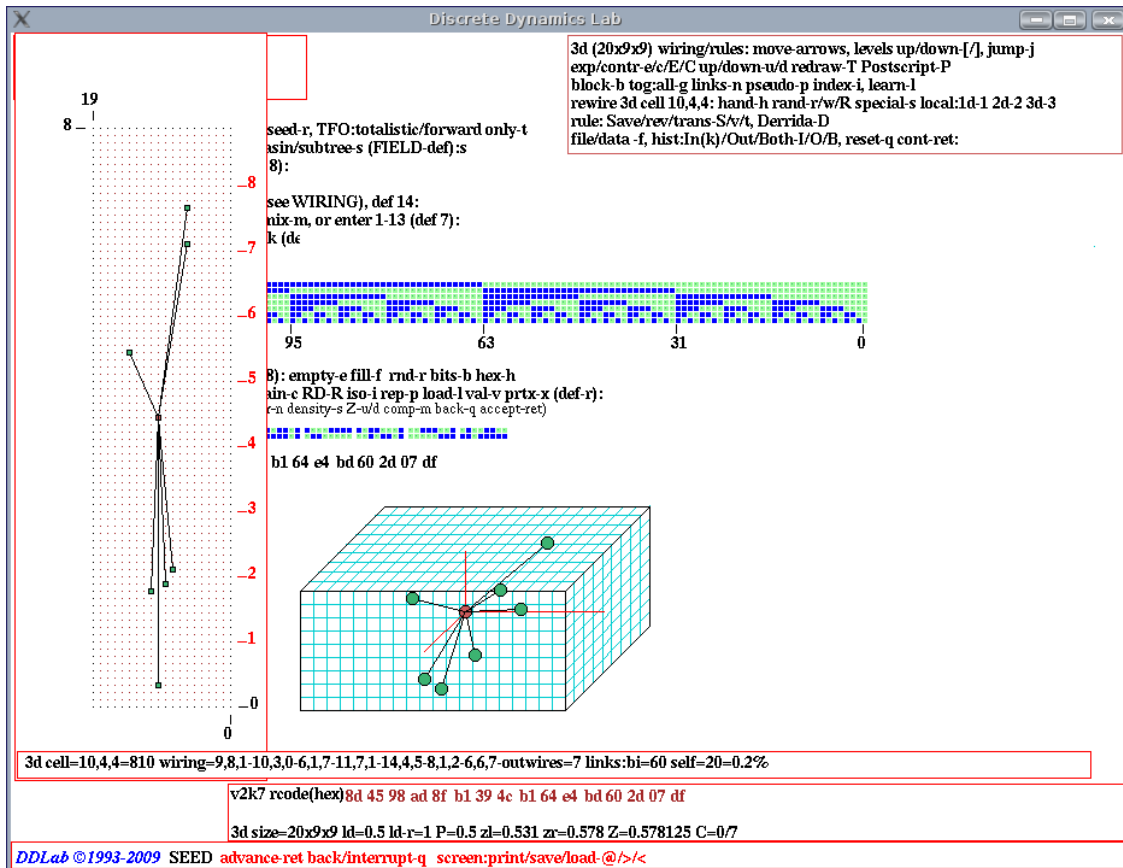 Discrete Dynamics Lab
3d (20x9x9) wiring/rules: move-arrows, levels up/down-[/], jump-j
exp/contr-e/c/E/C up/down-u/d redraw-T Postscript-P
block-b tog:all-g links-n pseudo-p index-i, learn-l
rewire 3d cell 10,4,4: hand-h rand-r/w/R special-s local:1d-1 2d-2 3d-3
rule: Save/rev/trans-S/v/t, Derrida-D
file/data -f, hist:In(k)/Out/Both-I/O/B, reset-q cont-ret:
19
8
seed-r, TFO:totalistic/forward only-t
asin/subtree-s (FIELD-def):s
8):
see WIRING), def 14:
nix-m, or enter 1-13 (def 7):
k (de
8
7
6
5
4
3
2
1
0
0
95 63 31 0
8): empty-e fill-f rnd-r bits-b hex-h
ain-c RD-R iso-i rep-p load-l val-v prtx-x (def-r):
r-n density-s Z-u/d comp-m back-q accept-ret)
b1 64 e4 bd 60 2d 07 df
3d cell=10,4,4=810 wiring=9,8,1-10,3,0-6,1,7-11,7,1-14,4,5-8,1,2-6,6,7-outwires=7 links:bi=60 self=20=0.2%
v2k7 rcode(hex) 8d 45 98 ad 8f b1 39 4c b1 64 e4 bd 60 2d 07 df
3d size=20x9x9 ld=0.5 ld-r=1 P=0.5 zl=0.531 zr=0.578 Z=0.578125 C=0/7
DDLab ©1993-2009 SEED advance-ret back/interrupt-q screen:print/save/load-@/>/<